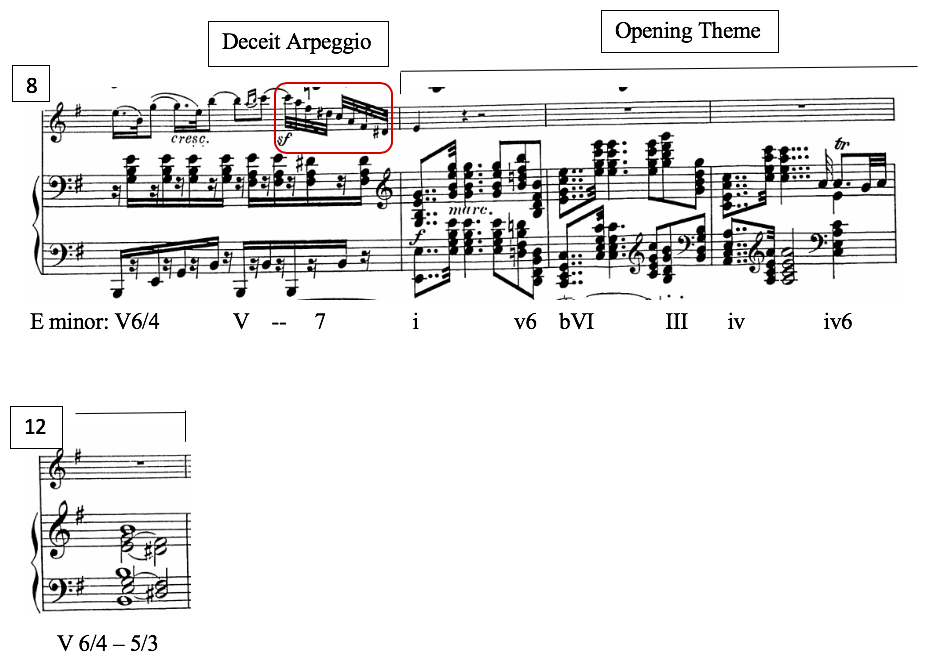 Deceit Arpeggio
Opening Theme
8
cresc.
sf
tr
marc.
f
E minor: V6/4 V -- 7 i v6 bVI III iv iv6
12
V 6/4 – 5/3